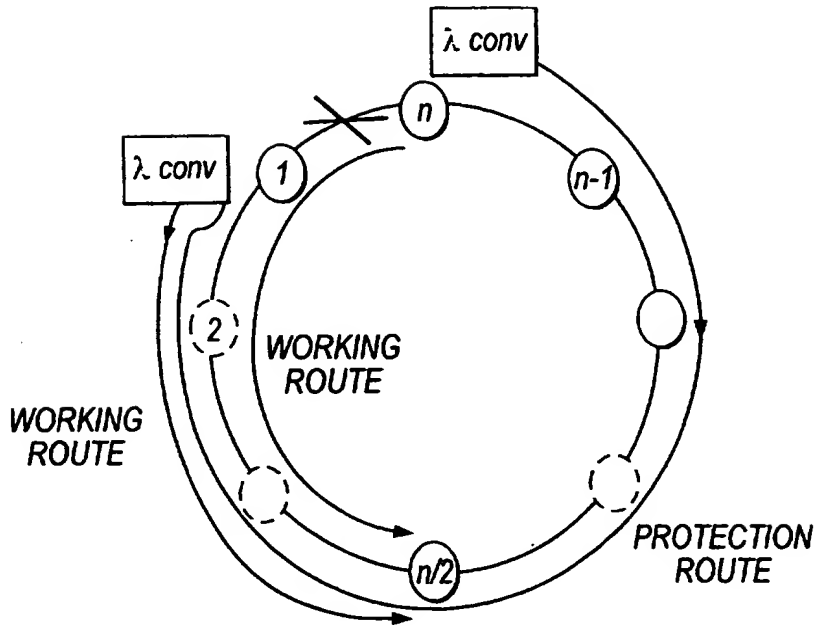 λ conv
n
λ conv
1
n-1
2
WORKING
ROUTE
WORKING
ROUTE
PROTECTION
ROUTE
n/2